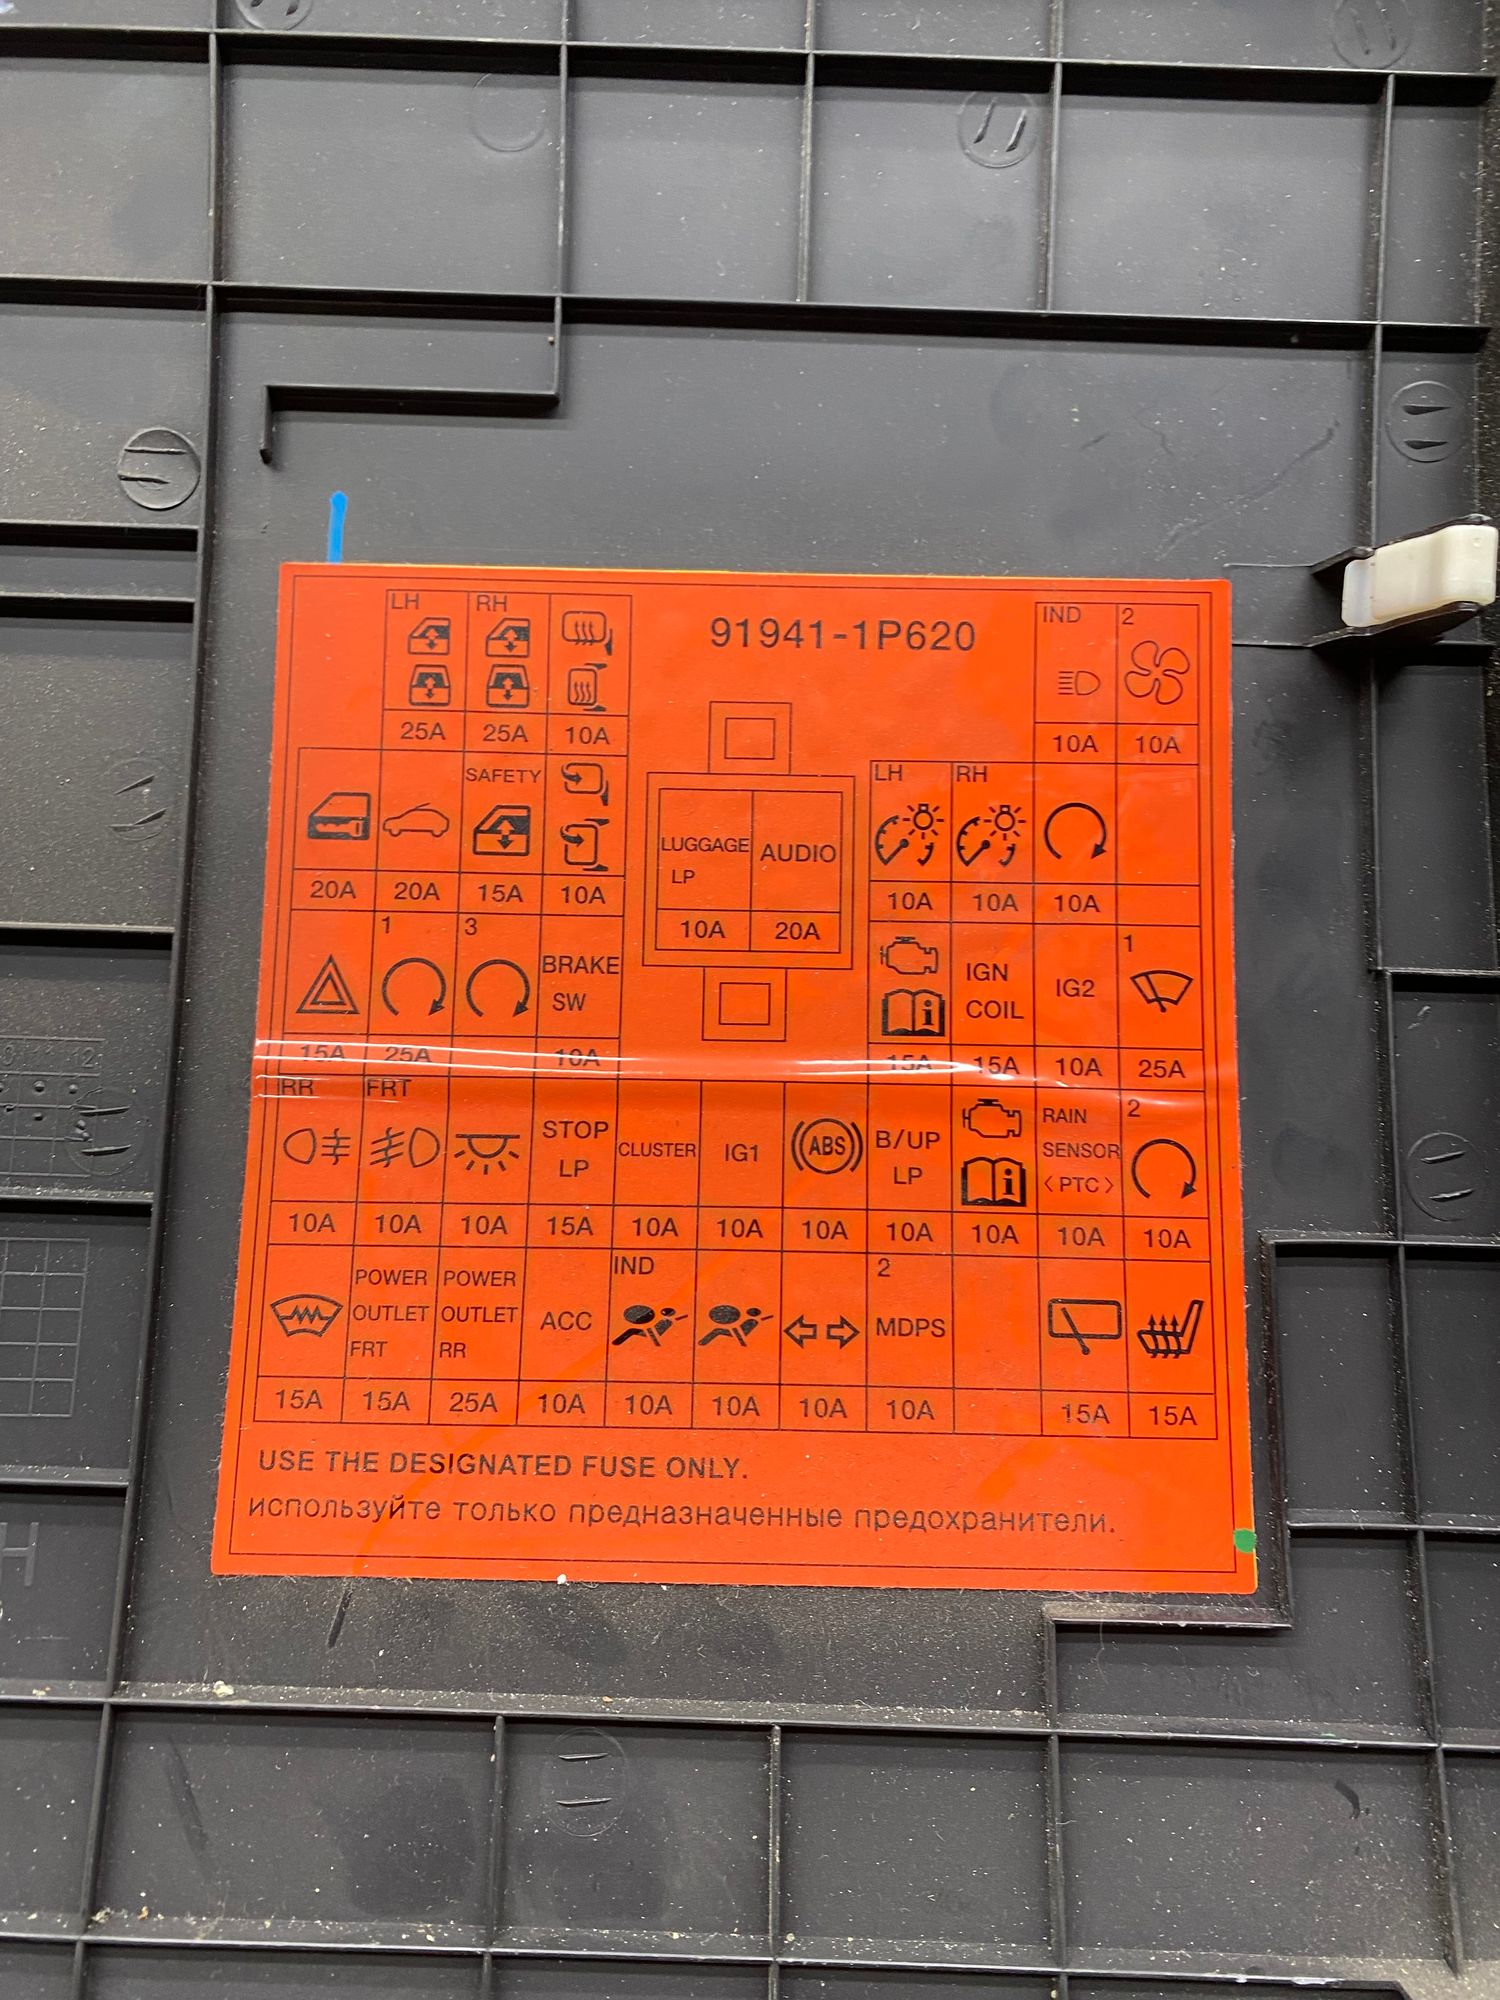 LH RH 91941-1P620 IND 2
25A 25A 10A 10A 10A
SAFETY LH RH
LUGGAGE AUDIO
LP
20A 20A 15A 10A 10A 20A 10A 10A 10A
1 3 1
BRAKE IGN IG2
SW COIL
15A 25A 10A 15A 15A 10A 25A
RR FRT 2
STOP CLUSTER IG1 ABS B/UP RAIN
LP LP SENSOR
i <PTC>
10A 10A 10A 15A 10A 10A 10A 10A 10A 10A 10A
IND 2
POWER POWER
OUTLET OUTLET ACC MDPS
FRT RR
15A 15A 25A 10A 10A 10A 10A 10A 15A 15A
USE THE DESIGNATED FUSE ONLY.
используйте только предназначенные предохранители.